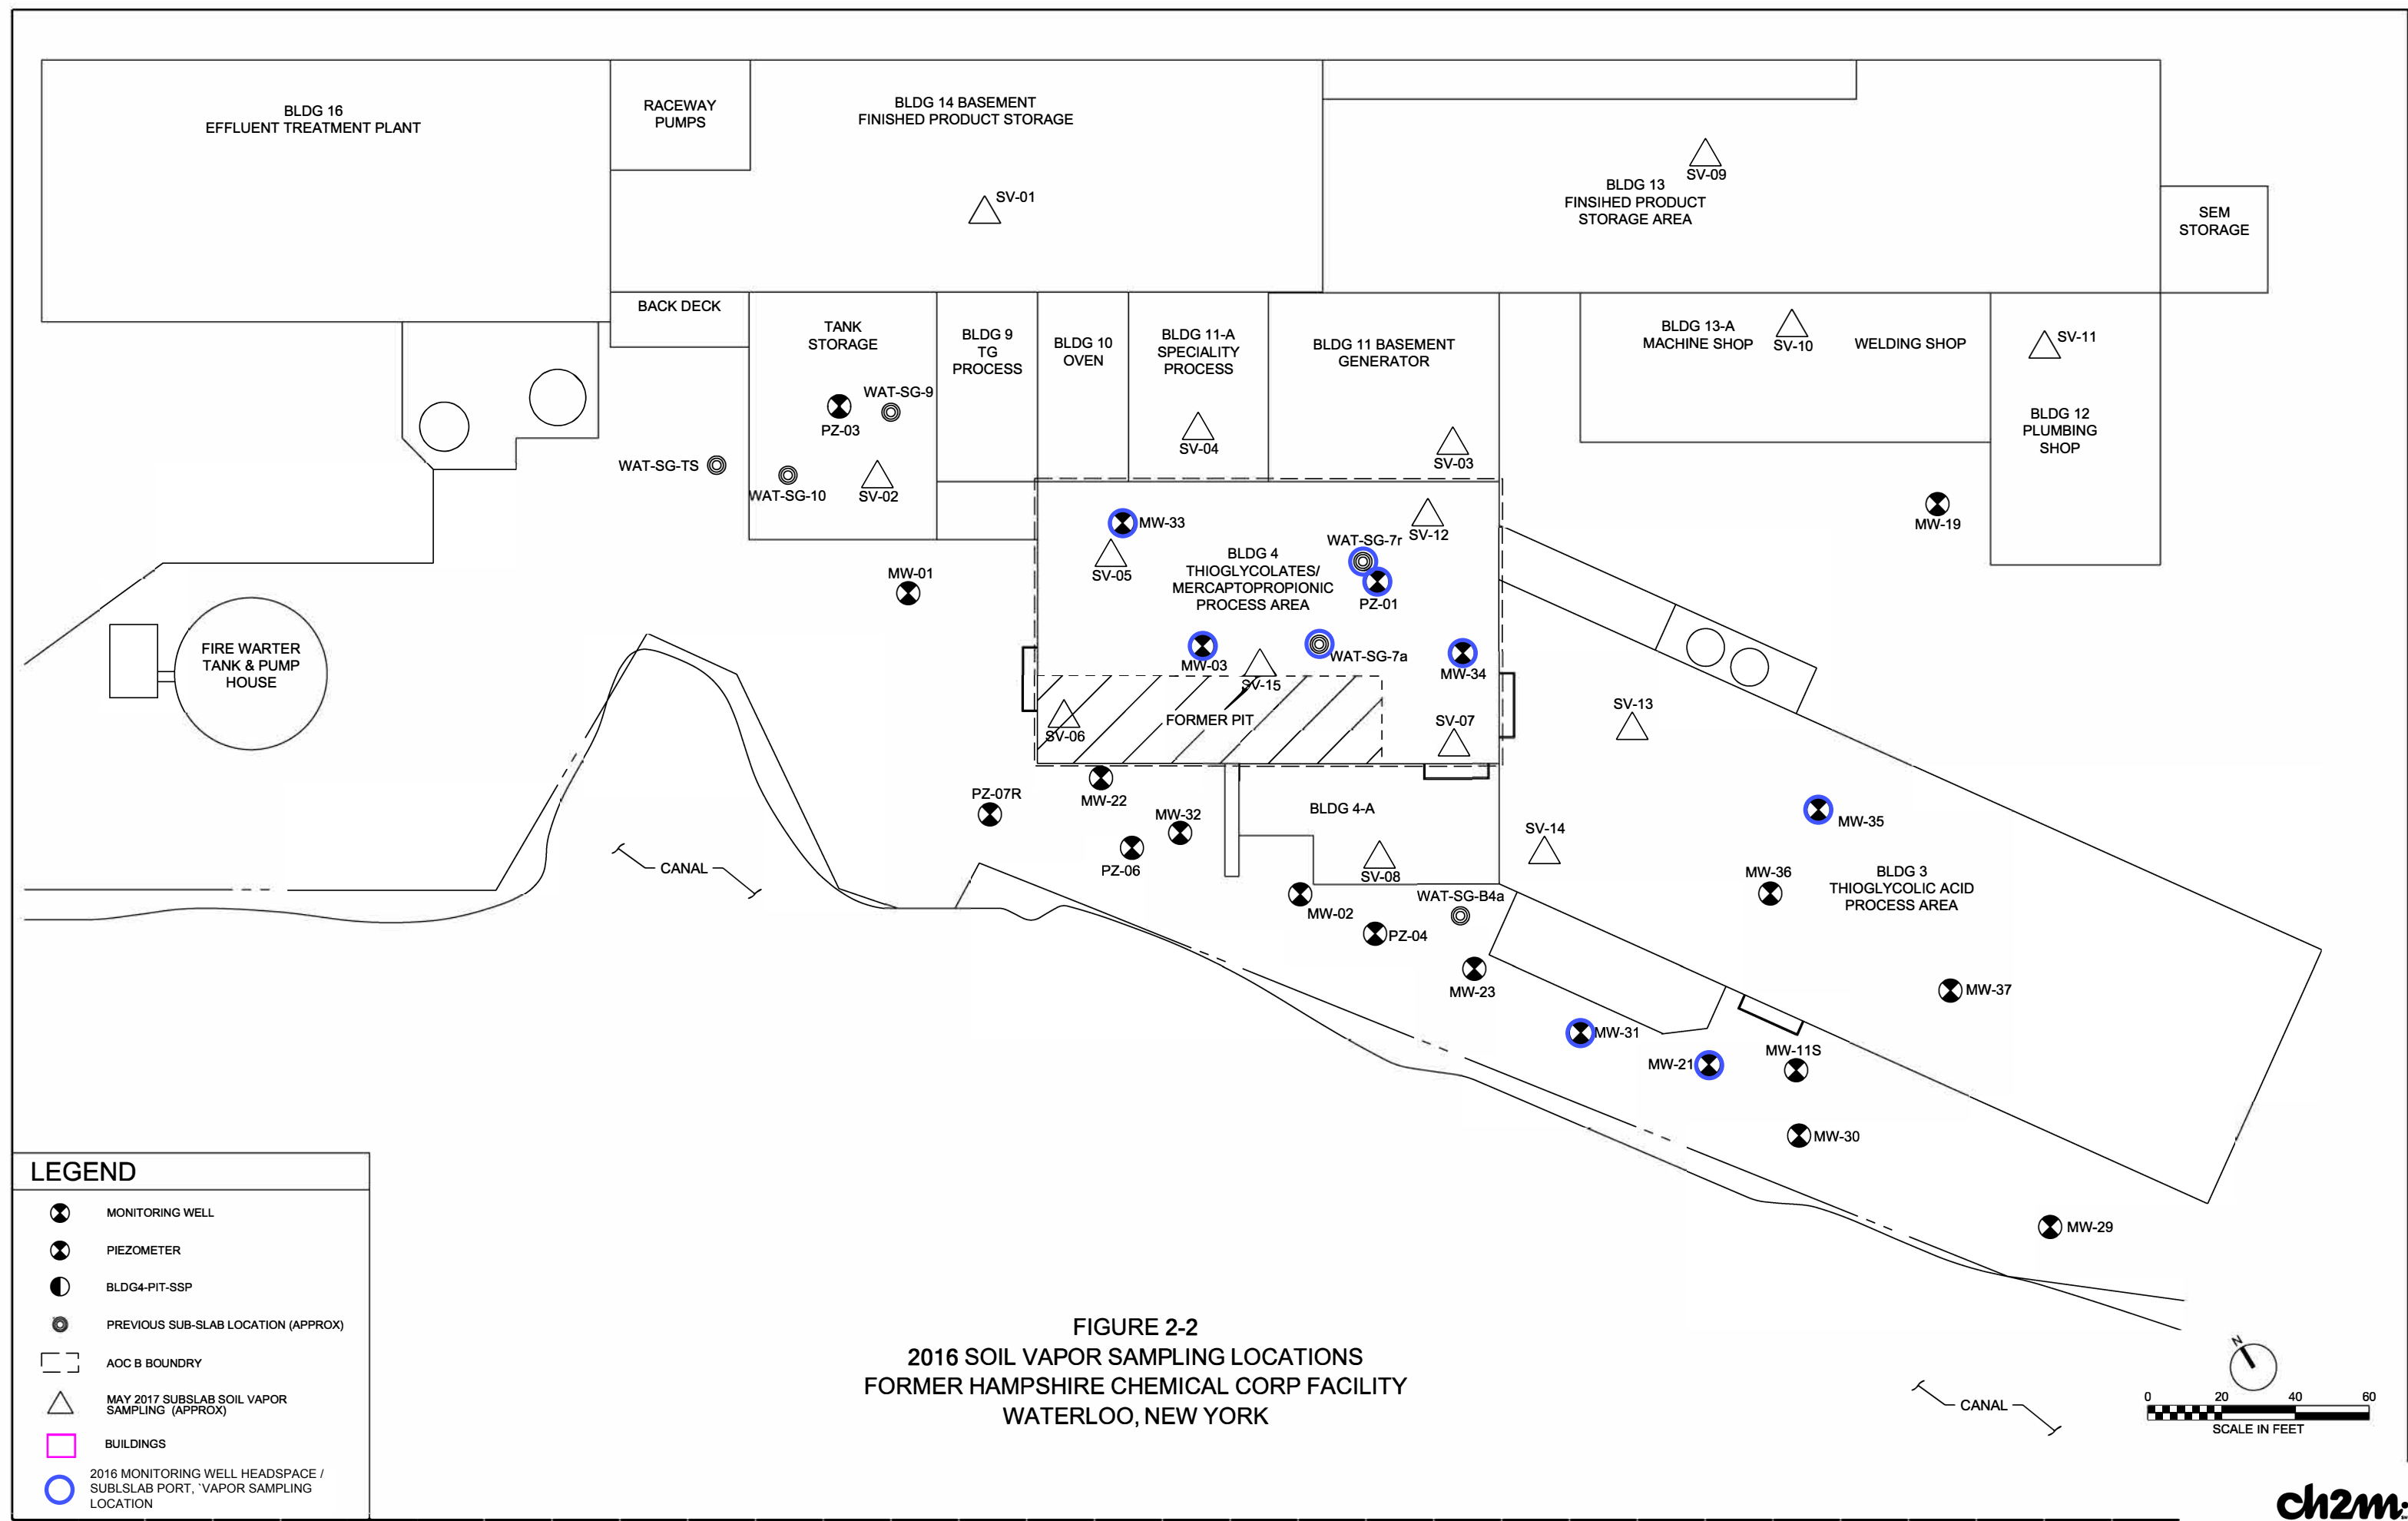 BLDG 16
EFFLUENT TREATMENT PLANT
RACEWAY
PUMPS
BLDG 14 BASEMENT
FINISHED PRODUCT STORAGE
SV-01
SV-09
BLDG 13
FINSIHED PRODUCT
STORAGE AREA
SEM
STORAGE
BACK DECK
TANK
STORAGE
BLDG 9
TG
PROCESS
BLDG 10
OVEN
BLDG 11-A
SPECIALITY
PROCESS
BLDG 11 BASEMENT
GENERATOR
BLDG 13-A
MACHINE SHOP
SV-10
WELDING SHOP
SV-11
WAT-SG-9
PZ-03
BLDG 12
PLUMBING
SHOP
SV-04
SV-03
WAT-SG-TS
WAT-SG-10
SV-02
MW-33
SV-12
MW-19
WAT-SG-7r
BLDG 4
THIOGLYCOLATES/
MERCAPTOPROPIONIC
PROCESS AREA
SV-05
MW-01
PZ-01
FIRE WARTER
TANK & PUMP
HOUSE
MW-03
WAT-SG-7a
MW-34
SV-15
SV-13
FORMER PIT
SV-07
SV-06
PZ-07R
MW-22
MW-32
BLDG 4-A
MW-35
SV-14
CANAL
PZ-06
SV-08
MW-36
BLDG 3
THIOGLYCOLIC ACID
PROCESS AREA
WAT-SG-B4a
MW-02
PZ-04
MW-23
MW-37
MW-31
MW-11S
MW-21
MW-30
MW-29
LEGEND
MONITORING WELL
PIEZOMETER
BLDG4-PIT-SSP
PREVIOUS SUB-SLAB LOCATION (APPROX)
AOC B BOUNDRY
MAY 2017 SUBSLAB SOIL VAPOR
SAMPLING (APPROX)
BUILDINGS
2016 MONITORING WELL HEADSPACE /
SUBLSLAB PORT, `VAPOR SAMPLING
LOCATION
FIGURE 2-2
2016 SOIL VAPOR SAMPLING LOCATIONS
FORMER HAMPSHIRE CHEMICAL CORP FACILITY
WATERLOO, NEW YORK
CANAL
N
0 20 40 60
SCALE IN FEET
ch2m: